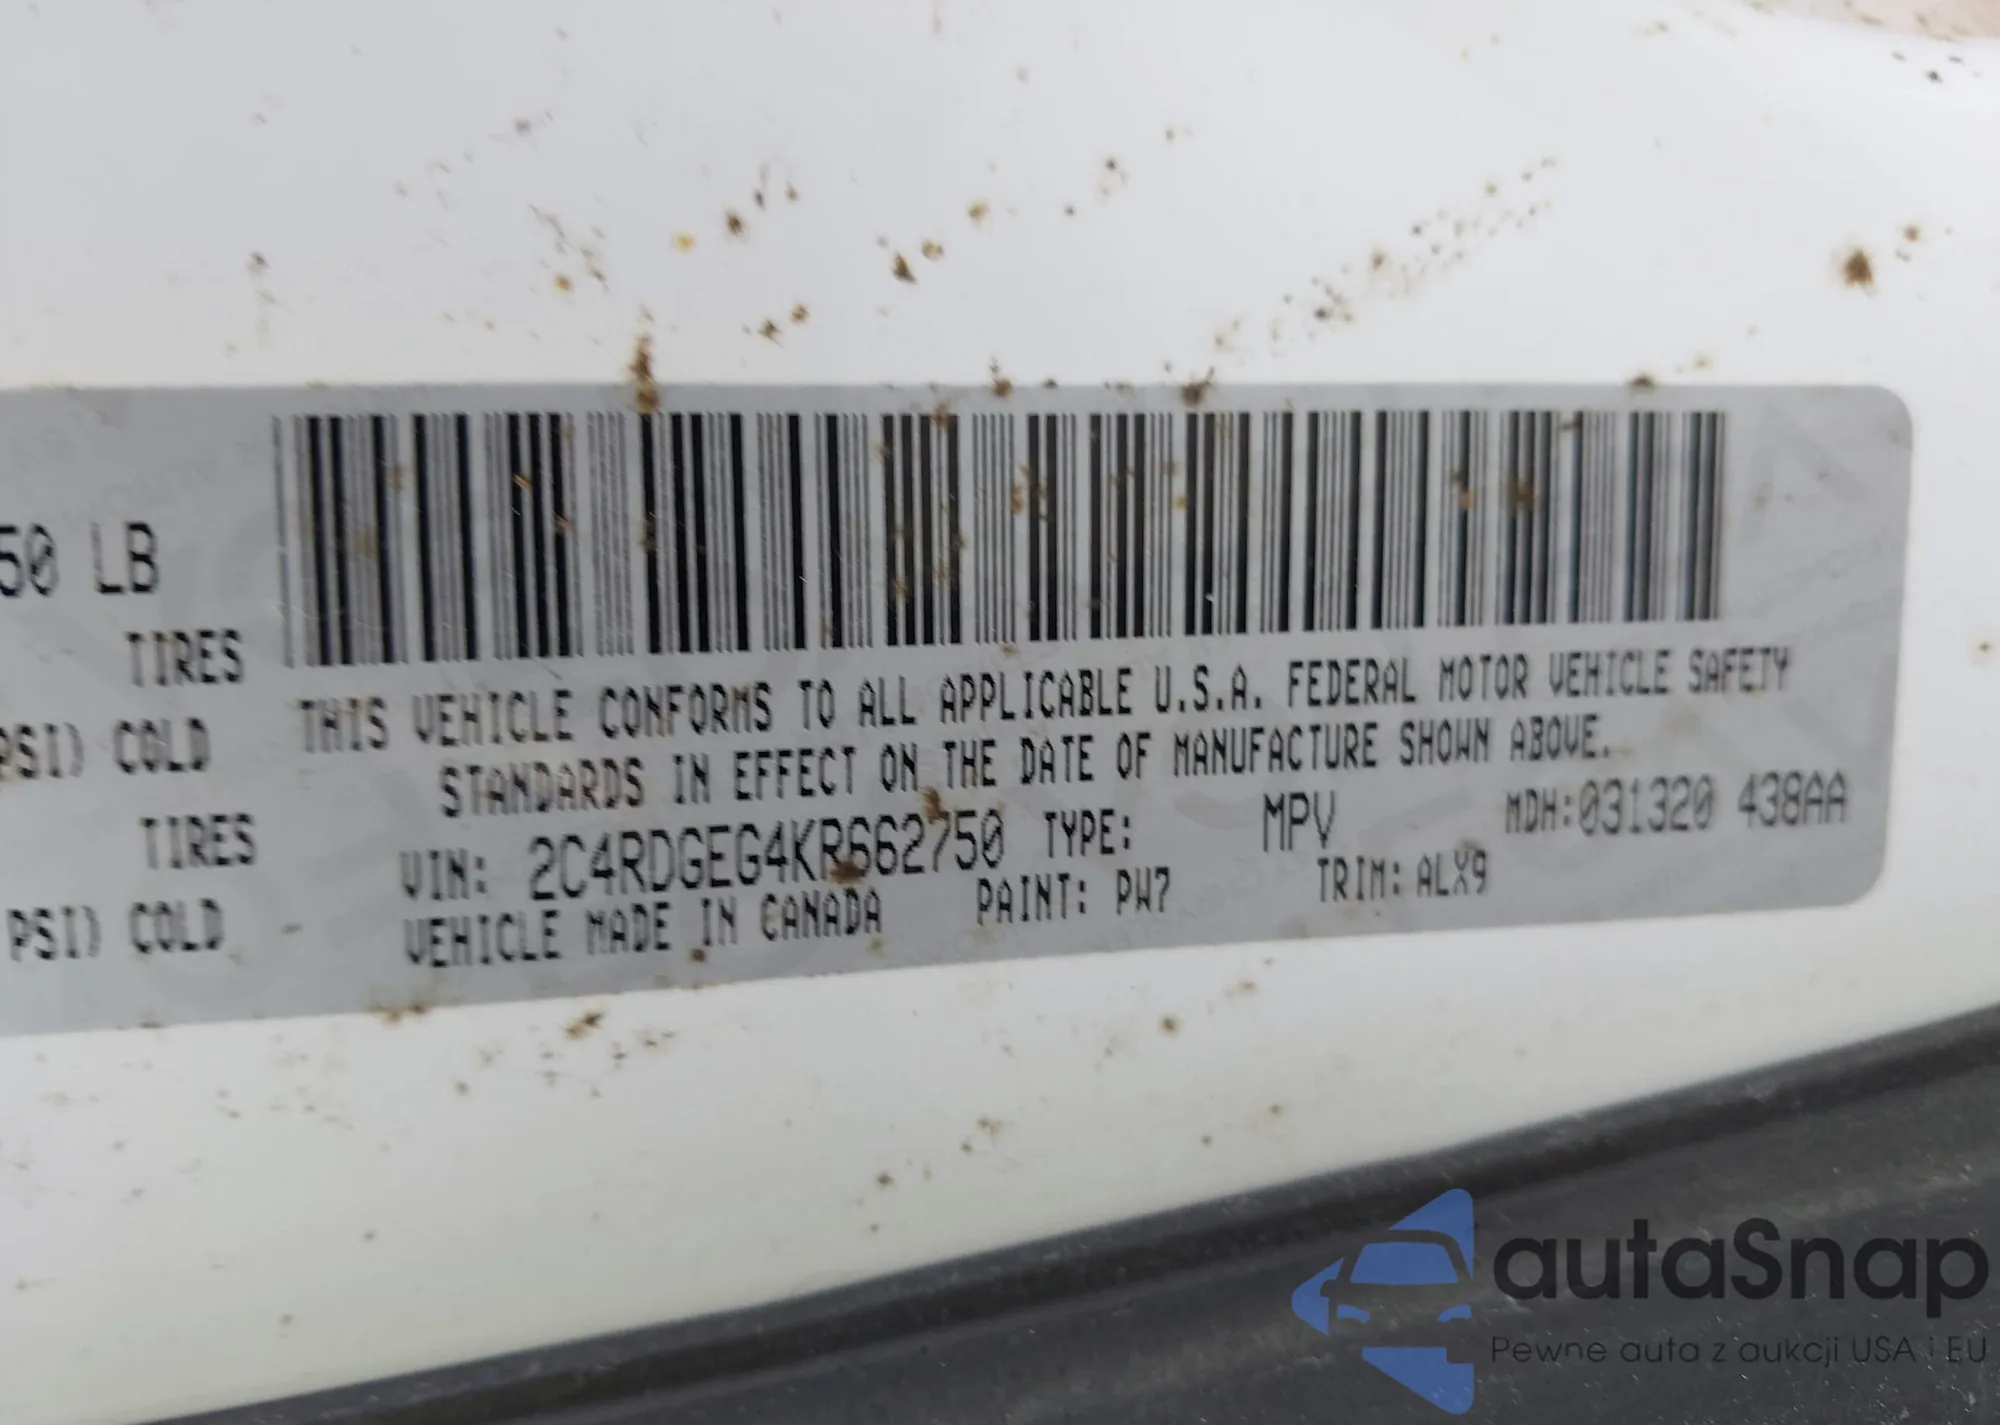 50 LB
TIRES
PSI) COLD
TIRES
PSI) COLD
THIS VEHICLE CONFORMS TO ALL APPLICABLE U.S.A. FEDERAL MOTOR VEHICLE SAFETY
STANDARDS IN EFFECT ON THE DATE OF MANUFACTURE SHOWN ABOVE.
VIN: 2C4RDGEG4KR662750 TYPE: MPV MDH:031320 438AA
VEHICLE MADE IN CANADA PAINT: PW7 TRIM: ALX9
autaSnap
Pewne auta z aukcji USA i EU